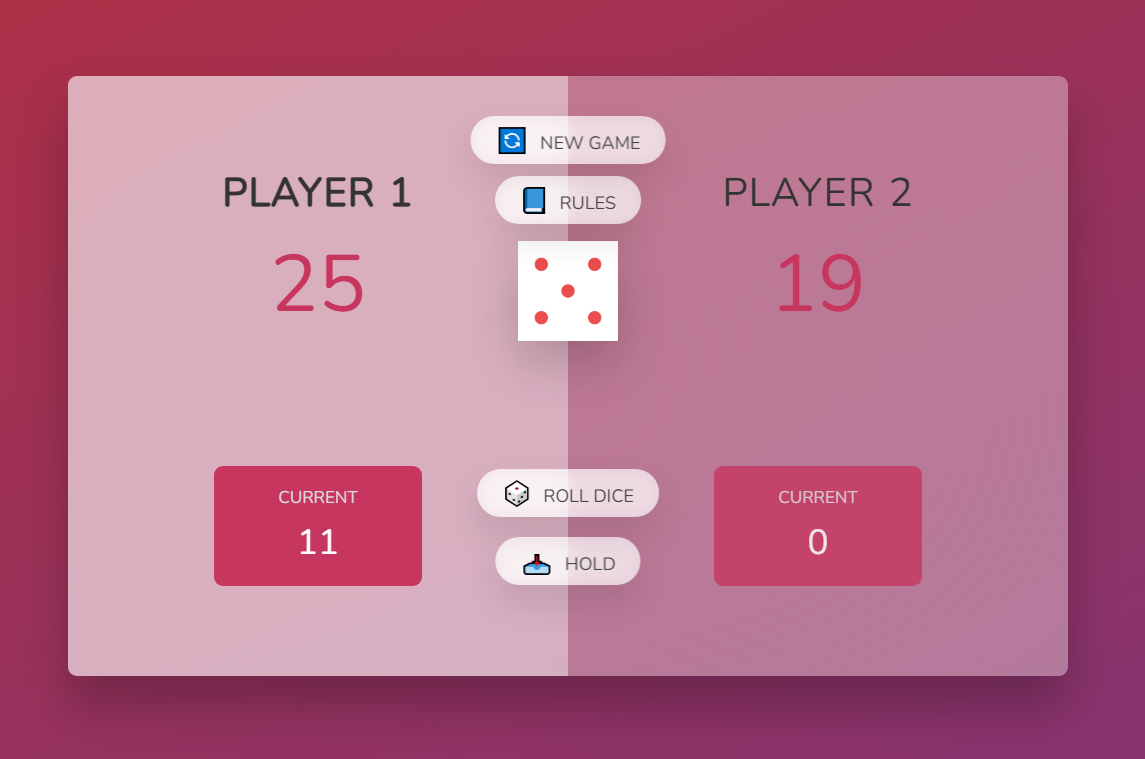 NEW GAME
RULES
PLAYER 1
25
PLAYER 2
19
CURRENT
11
ROLL DICE
HOLD
CURRENT
0